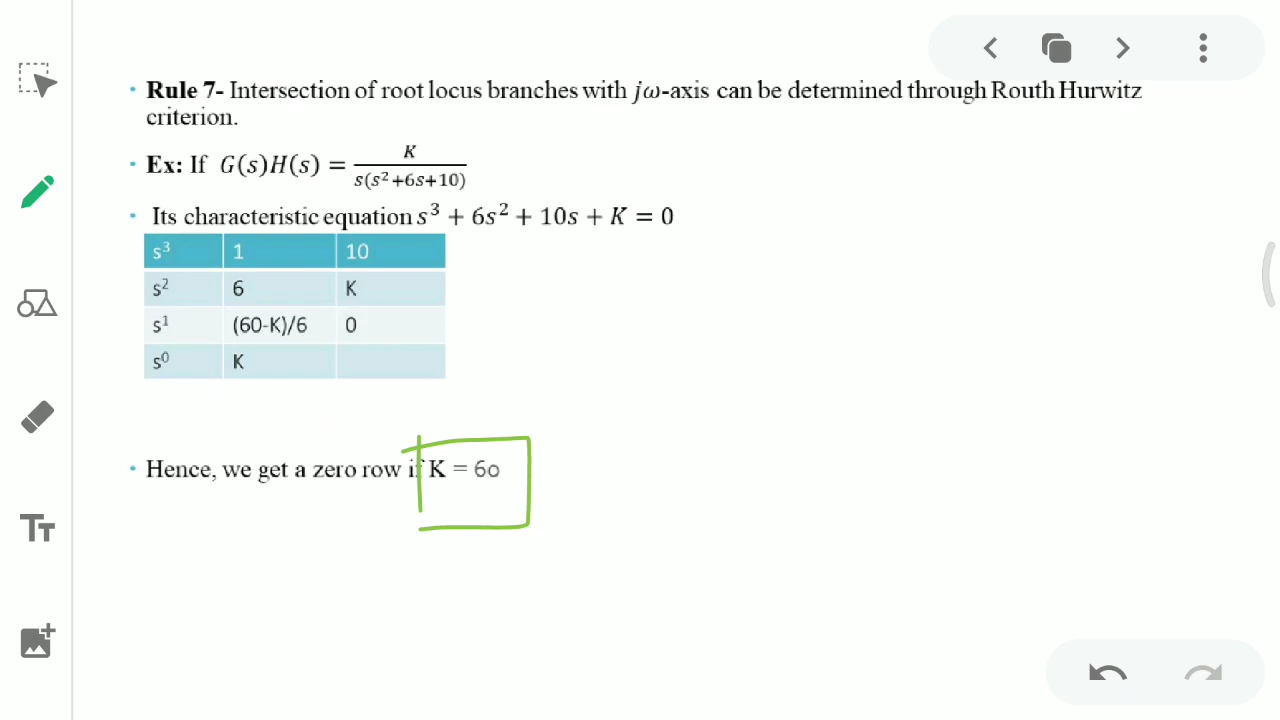 • Rule 7- Intersection of root locus branches with jω-axis can be determined through Routh Hurwitz
criterion.
• Ex: If G(s)H(s) = K / s(s²+6s+10)
• Its characteristic equation s³ + 6s² + 10s + K = 0
s³ 1 10
s² 6 K
s¹ (60-K)/6 0
s⁰ K
• Hence, we get a zero row if K = 60
TT